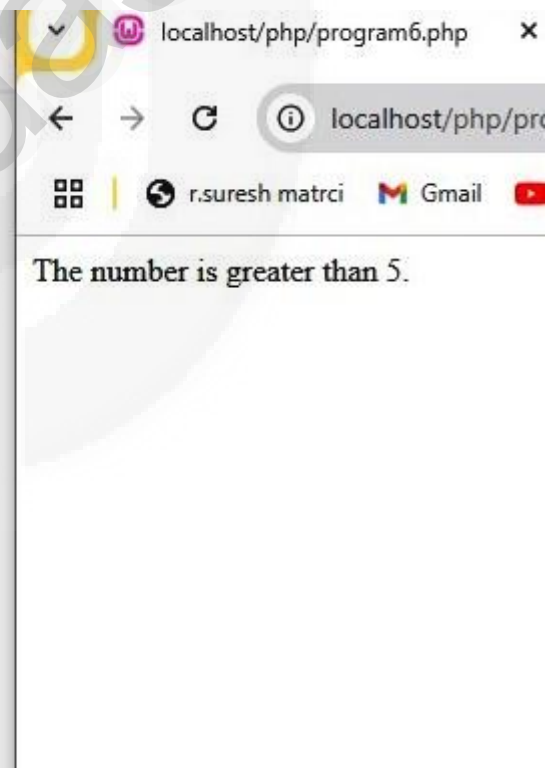 localhost/php/program6.php
localhost/php/pro
r.suresh matrci Gmail
The number is greater than 5.